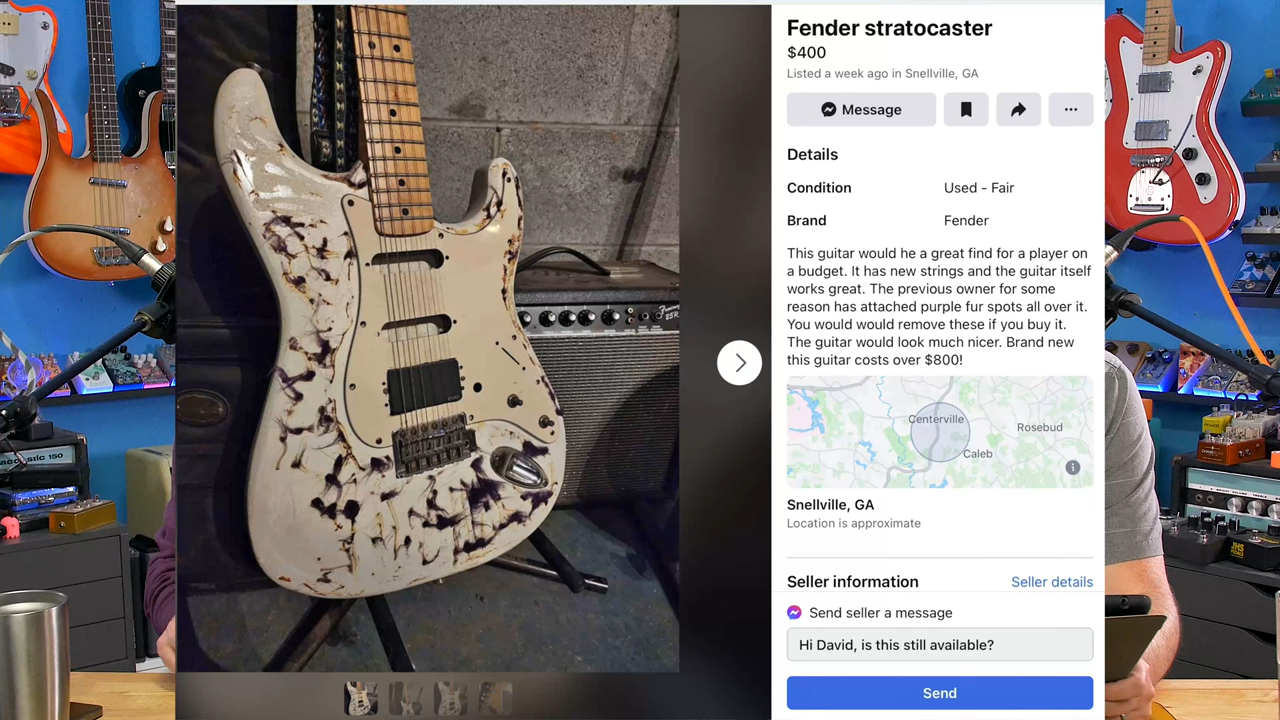 Fender stratocaster
$400
Listed a week ago in Snellville, GA
Message
Details
Condition Used - Fair
Brand Fender
This guitar would he a great find for a player on
a budget. It has new strings and the guitar itself
works great. The previous owner for some
reason has attached purple fur spots all over it.
You would would remove these if you buy it.
The guitar would look much nicer. Brand new
this guitar costs over $800!
Centerville
Rosebud
Caleb
Snellville, GA
Location is approximate
Seller information Seller details
Send seller a message
Hi David, is this still available?
Send
acoustic 150
JHS